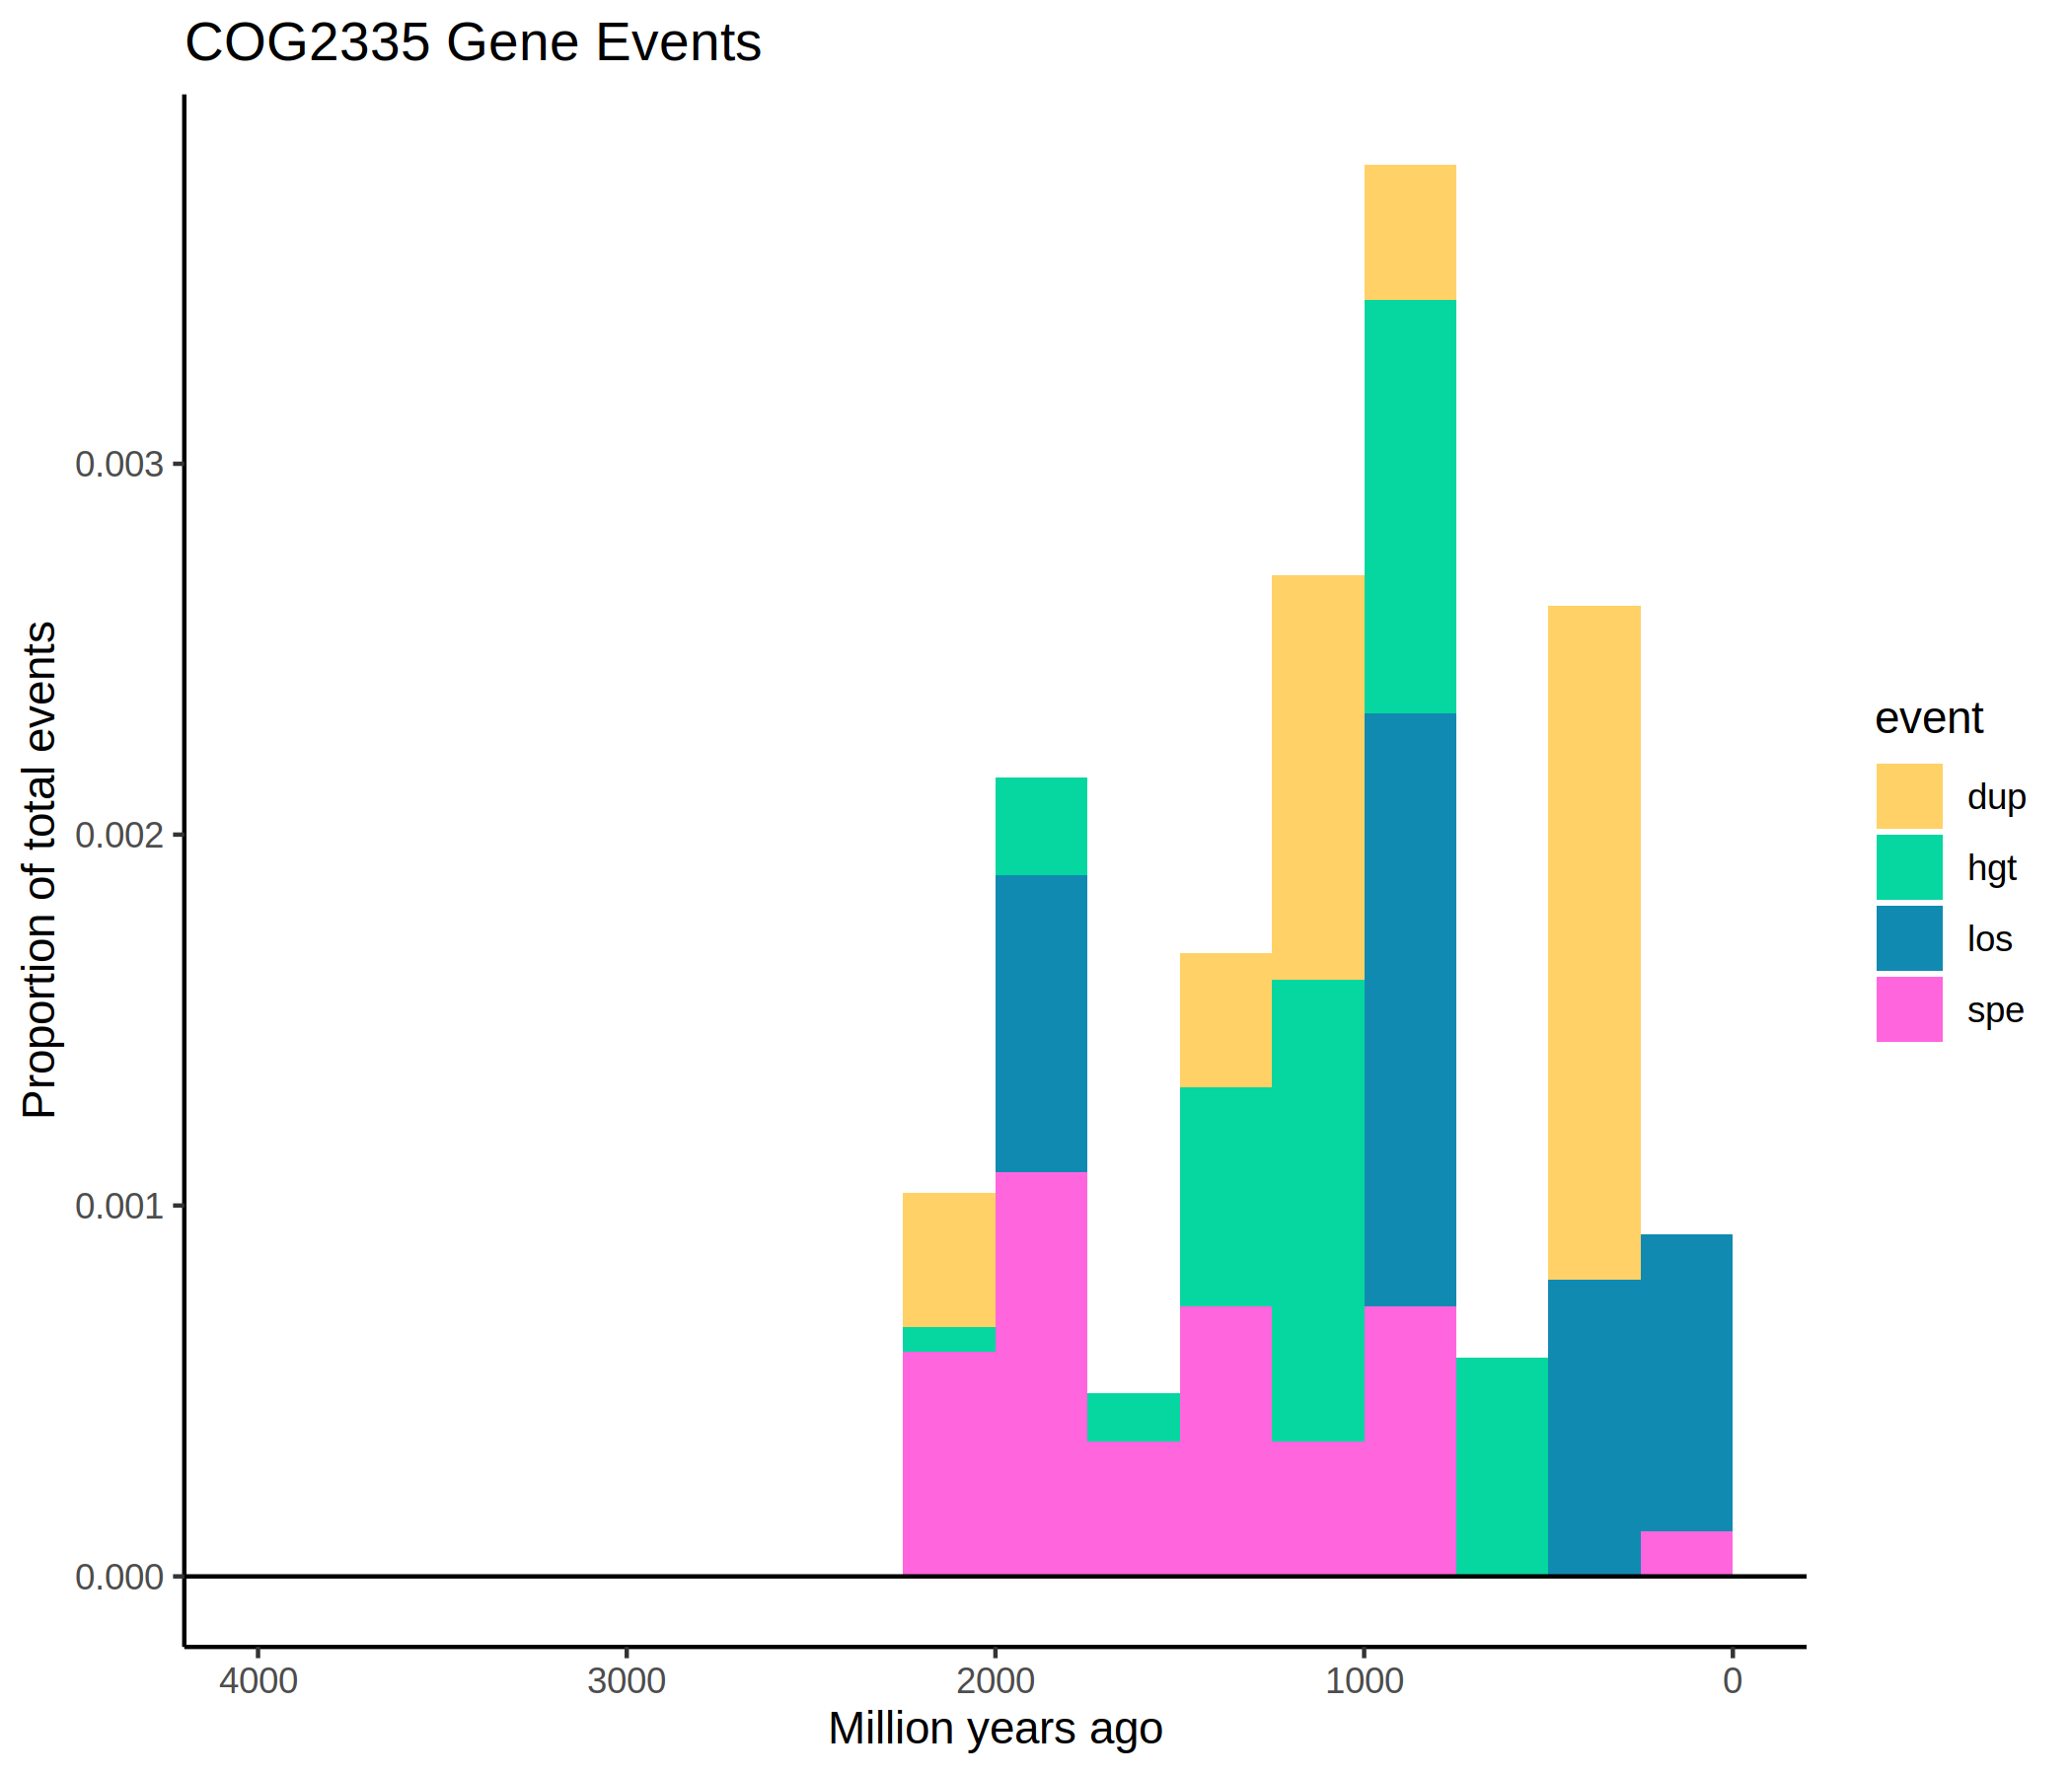 COG2335 Gene Events
Proportion of total events
0.003
0.002
0.001
0.000
4000 3000 2000 1000 0
Million years ago
event
dup
hgt
los
spe